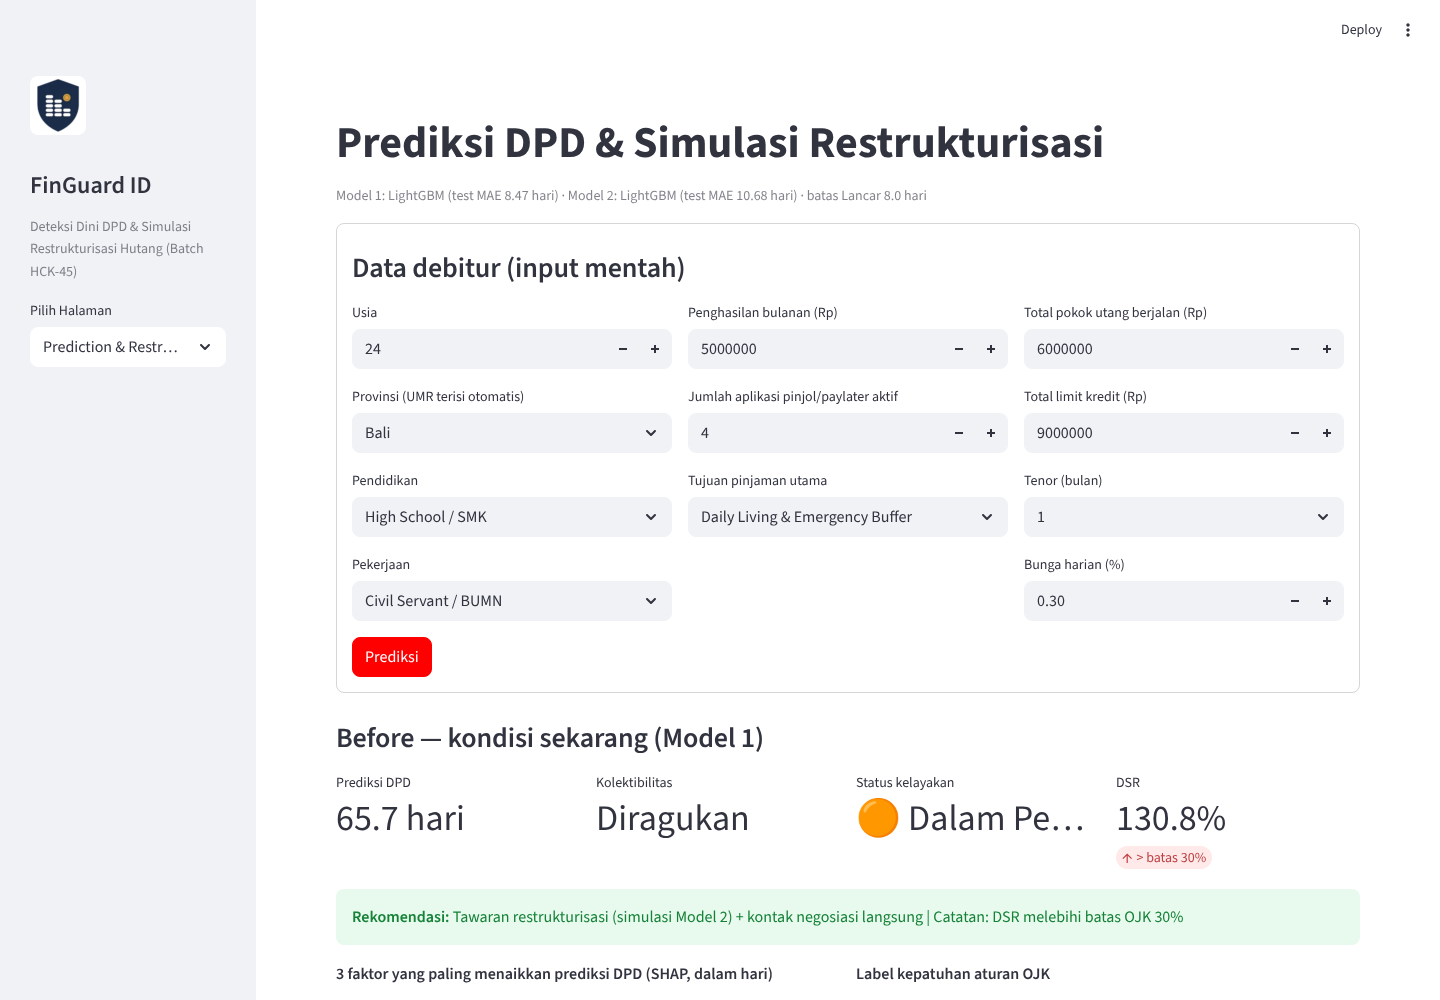 Deploy
FinGuard ID
Deteksi Dini DPD & Simulasi
Restrukturisasi Hutang (Batch
HCK-45)
Pilih Halaman
Prediction & Restr…
Prediksi DPD & Simulasi Restrukturisasi
Model 1: LightGBM (test MAE 8.47 hari) · Model 2: LightGBM (test MAE 10.68 hari) · batas Lancar 8.0 hari
Data debitur (input mentah)
Usia
24
Penghasilan bulanan (Rp)
5000000
Total pokok utang berjalan (Rp)
6000000
Provinsi (UMR terisi otomatis)
Bali
Jumlah aplikasi pinjol/paylater aktif
4
Total limit kredit (Rp)
9000000
Pendidikan
High School / SMK
Tujuan pinjaman utama
Daily Living & Emergency Buffer
Tenor (bulan)
1
Pekerjaan
Civil Servant / BUMN
Bunga harian (%)
0.30
Prediksi
Before — kondisi sekarang (Model 1)
Prediksi DPD
65.7 hari
Kolektibilitas
Diragukan
Status kelayakan
🟠 Dalam Pe…
DSR
130.8%
↑ > batas 30%
Rekomendasi: Tawaran restrukturisasi (simulasi Model 2) + kontak negosiasi langsung | Catatan: DSR melebihi batas OJK 30%
3 faktor yang paling menaikkan prediksi DPD (SHAP, dalam hari)
Label kepatuhan aturan OJK